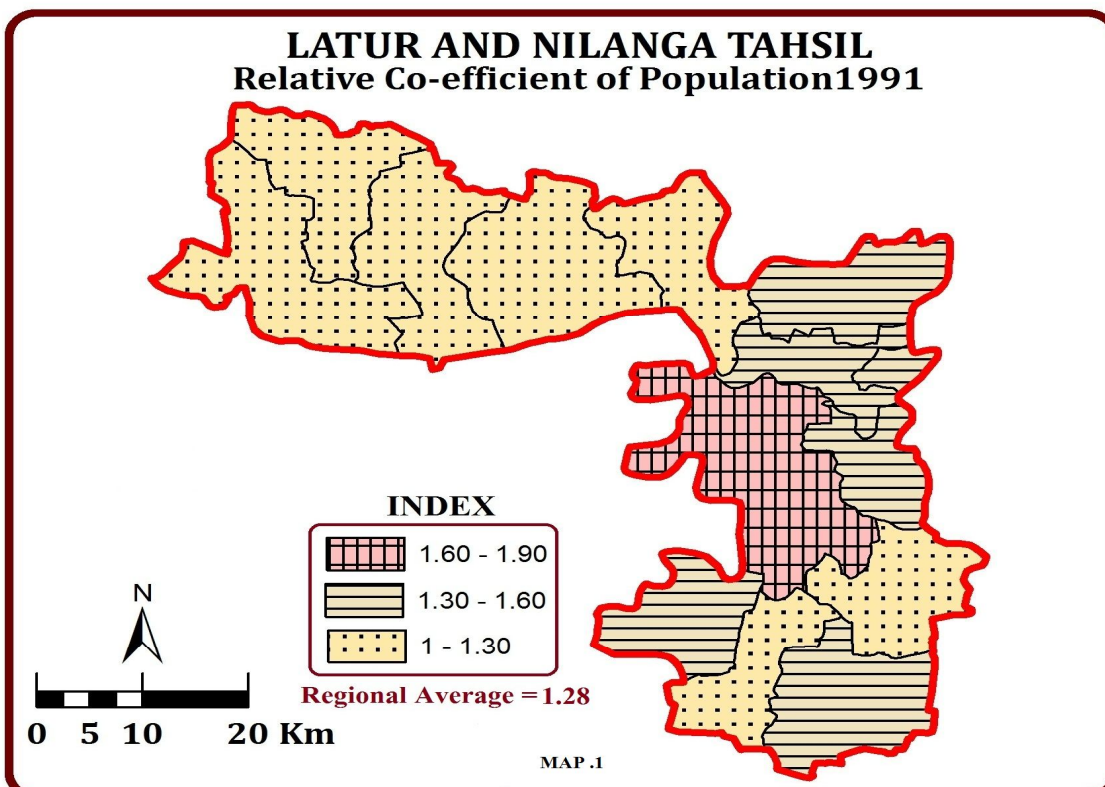 LATUR AND NILANGA TAHSIL
Relative Co-efficient of Population1991
INDEX
1.60 - 1.90
1.30 - 1.60
1 - 1.30
Regional Average = 1.28
N
0 5 10 20 Km
MAP .1